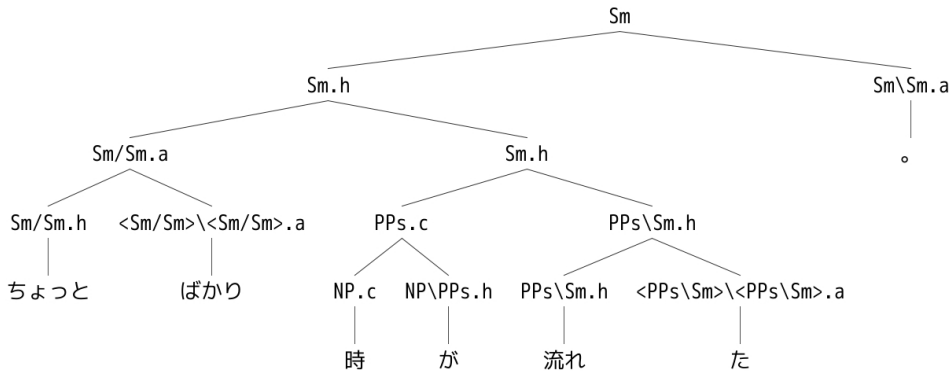 Sm
Sm.h Sm\Sm.a
Sm/Sm.a Sm.h 。
Sm/Sm.h <Sm/Sm>\<Sm/Sm>.a PPs.c PPs\Sm.h
ちょっと ばかり NP.c NP\PPs.h PPs\Sm.h <PPs\Sm>\<PPs\Sm>.a
時 が 流れ た